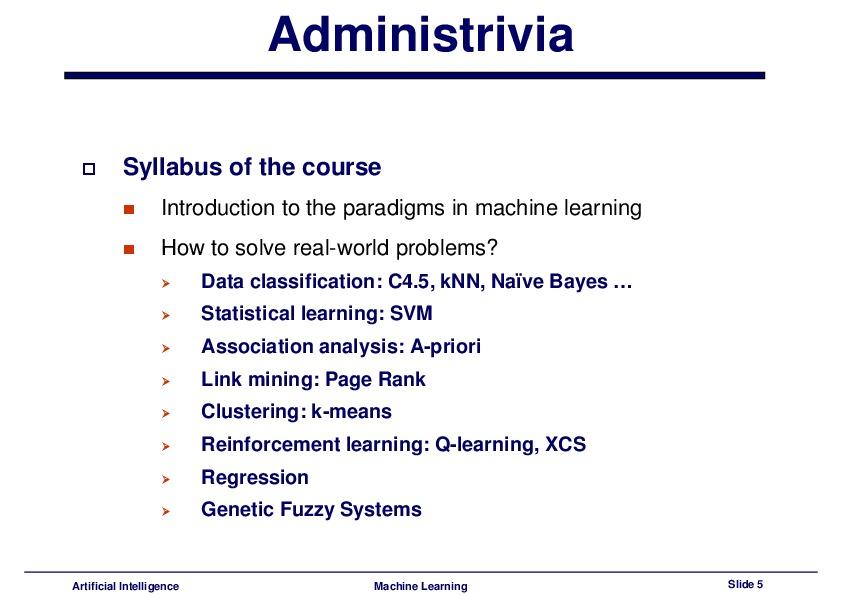 Administrivia
Syllabus of the course
Introduction to the paradigms in machine learning
How to solve real-world problems?
Data classification: C4.5, kNN, Naïve Bayes …
Statistical learning: SVM
Association analysis: A-priori
Link mining: Page Rank
Clustering: k-means
Reinforcement learning: Q-learning, XCS
Regression
Genetic Fuzzy Systems
Artificial Intelligence Machine Learning Slide 5